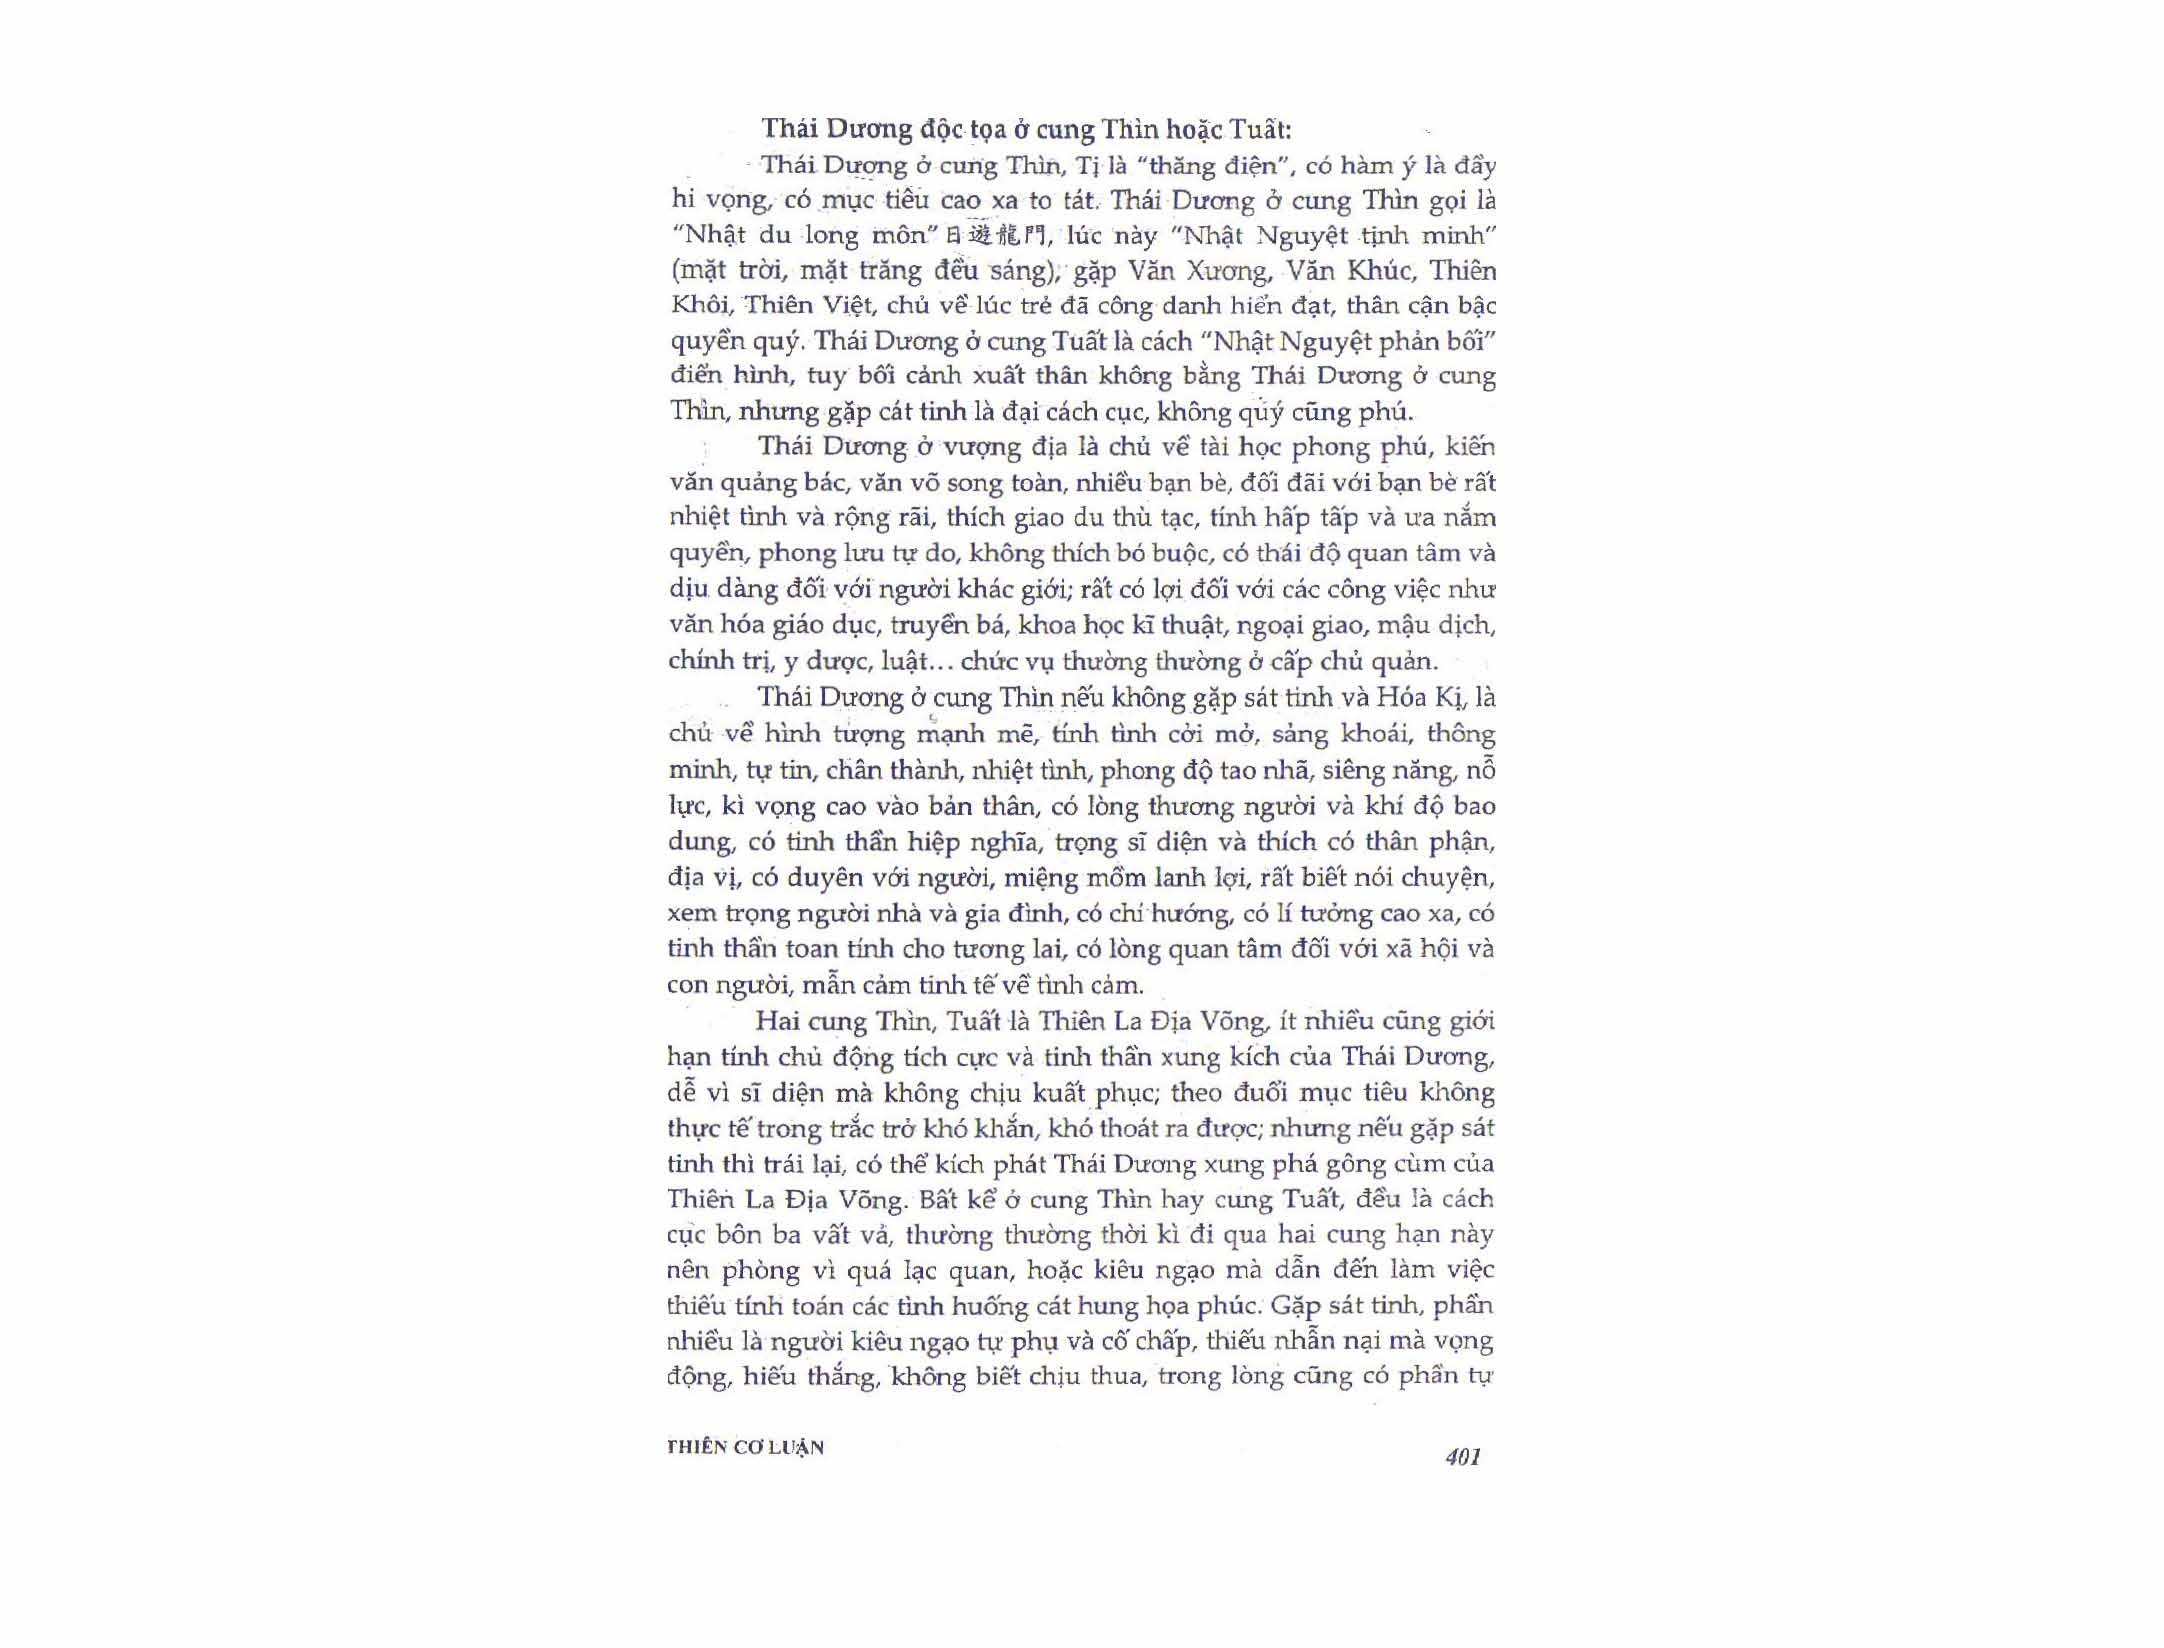 Thái Dương độc tọa ở cung Thìn hoặc Tuất:
Thái Dương ở cung Thìn, Tị là “thăng điện”, có hàm ý là đầy
hi vọng, có mục tiêu cao xa to tát. Thái Dương ở cung Thìn gọi là
“Nhật du long môn” 日遊龍門, lúc này “Nhật Nguyệt tịnh minh”
(mặt trời, mặt trăng đều sáng), gặp Văn Xương, Văn Khúc, Thiên
Khôi, Thiên Việt, chủ về lúc trẻ đã công danh hiển đạt, thân cận bậc
quyền quý. Thái Dương ở cung Tuất là cách “Nhật Nguyệt phản bối”
điển hình, tuy bối cảnh xuất thân không bằng Thái Dương ở cung
Thìn, nhưng gặp cát tinh là đại cách cục, không quý cũng phú.
Thái Dương ở vượng địa là chủ về tài học phong phú, kiến
văn quảng bác, văn võ song toàn, nhiều bạn bè, đối đãi với bạn bè rất
nhiệt tình và rộng rãi, thích giao du thù tạc, tính hấp tấp và ưa nắm
quyền, phong lưu tự do, không thích bó buộc, có thái độ quan tâm và
dịu dàng đối với người khác giới; rất có lợi đối với các công việc như
văn hóa giáo dục, truyền bá, khoa học kĩ thuật, ngoại giao, mậu dịch,
chính trị, y dược, luật... chức vụ thường thường ở cấp chủ quản.
Thái Dương ở cung Thìn nếu không gặp sát tinh và Hóa Kị, là
chủ về hình tượng mạnh mẽ, tính tình cởi mở, sảng khoái, thông
minh, tự tin, chân thành, nhiệt tình, phong độ tao nhã, siêng năng, nỗ
lực, kì vọng cao vào bản thân, có lòng thương người và khí độ bao
dung, có tinh thần hiệp nghĩa, trọng sĩ diện và thích có thân phận,
địa vị, có duyên với người, miệng mồm lanh lợi, rất biết nói chuyện,
xem trọng người nhà và gia đình, có chí hướng, có lí tưởng cao xa, có
tinh thần toan tính cho tương lai, có lòng quan tâm đối với xã hội và
con người, mẫn cảm tinh tế về tình cảm.
Hai cung Thìn, Tuất là Thiên La Địa Võng, ít nhiều cũng giới
hạn tính chủ động tích cực và tinh thần xung kích của Thái Dương,
dễ vì sĩ diện mà không chịu kuất phục; theo đuổi mục tiêu không
thực tế trong trắc trở khó khắn, khó thoát ra được; nhưng nếu gặp sát
tinh thì trái lại, có thể kích phát Thái Dương xung phá gông cùm của
Thiên La Địa Võng. Bất kể ở cung Thìn hay cung Tuất, đều là cách
cục bôn ba vất vả, thường thường thời kì đi qua hai cung hạn này
nên phòng vì quá lạc quan, hoặc kiêu ngạo mà dẫn đến làm việc
thiếu tính toán các tình huống cát hung họa phúc. Gặp sát tinh, phần
nhiều là người kiêu ngạo tự phụ và cố chấp, thiếu nhẫn nại mà vọng
động, hiếu thắng, không biết chịu thua, trong lòng cũng có phần tự
THIÊN CƠ LUẬN
401